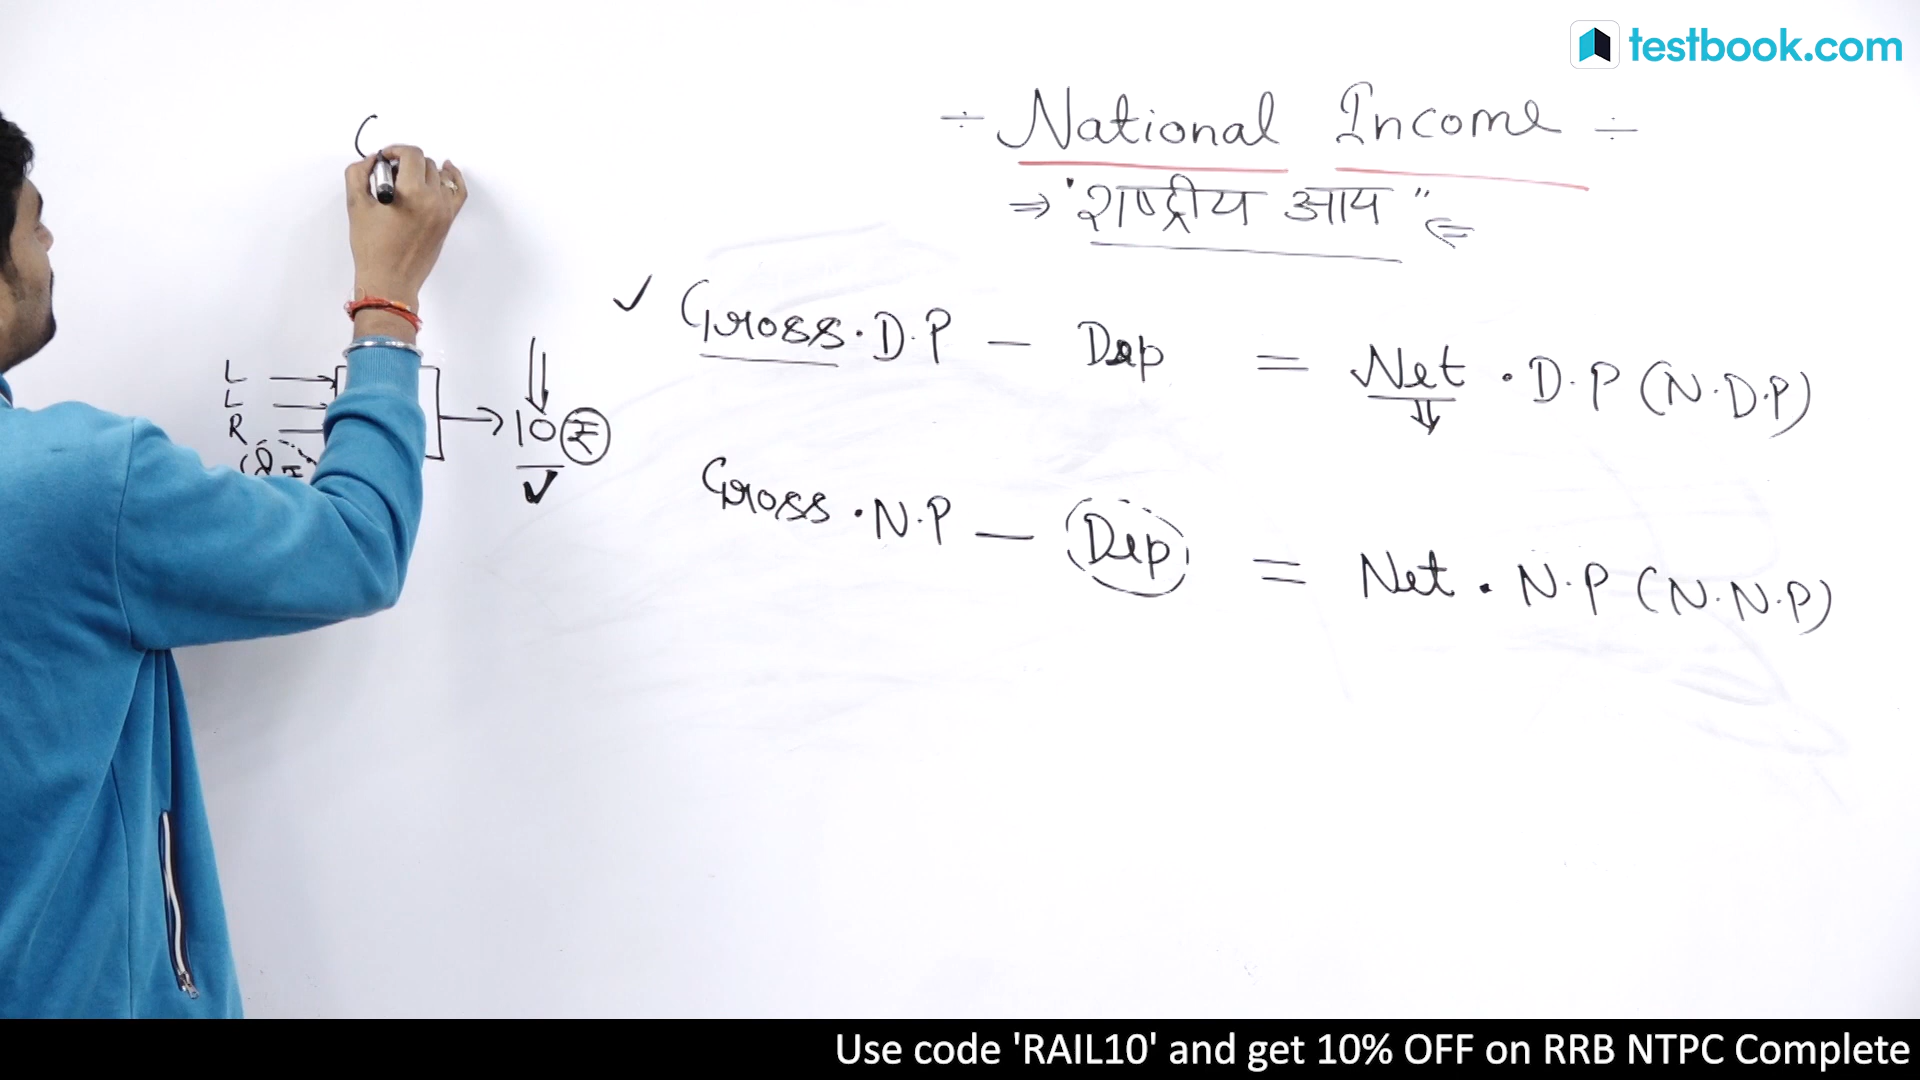 testbook.com
÷ National Income ÷
⇒ "राष्ट्रीय आय" ⇐
✓ Gross.D.P – Dep = Net.D.P (N.D.P)
L
L
R
10 ₹
✓
Gross.N.P – Dep = Net.N.P (N.N.P)
Use code 'RAIL10' and get 10% OFF on RRB NTPC Complete